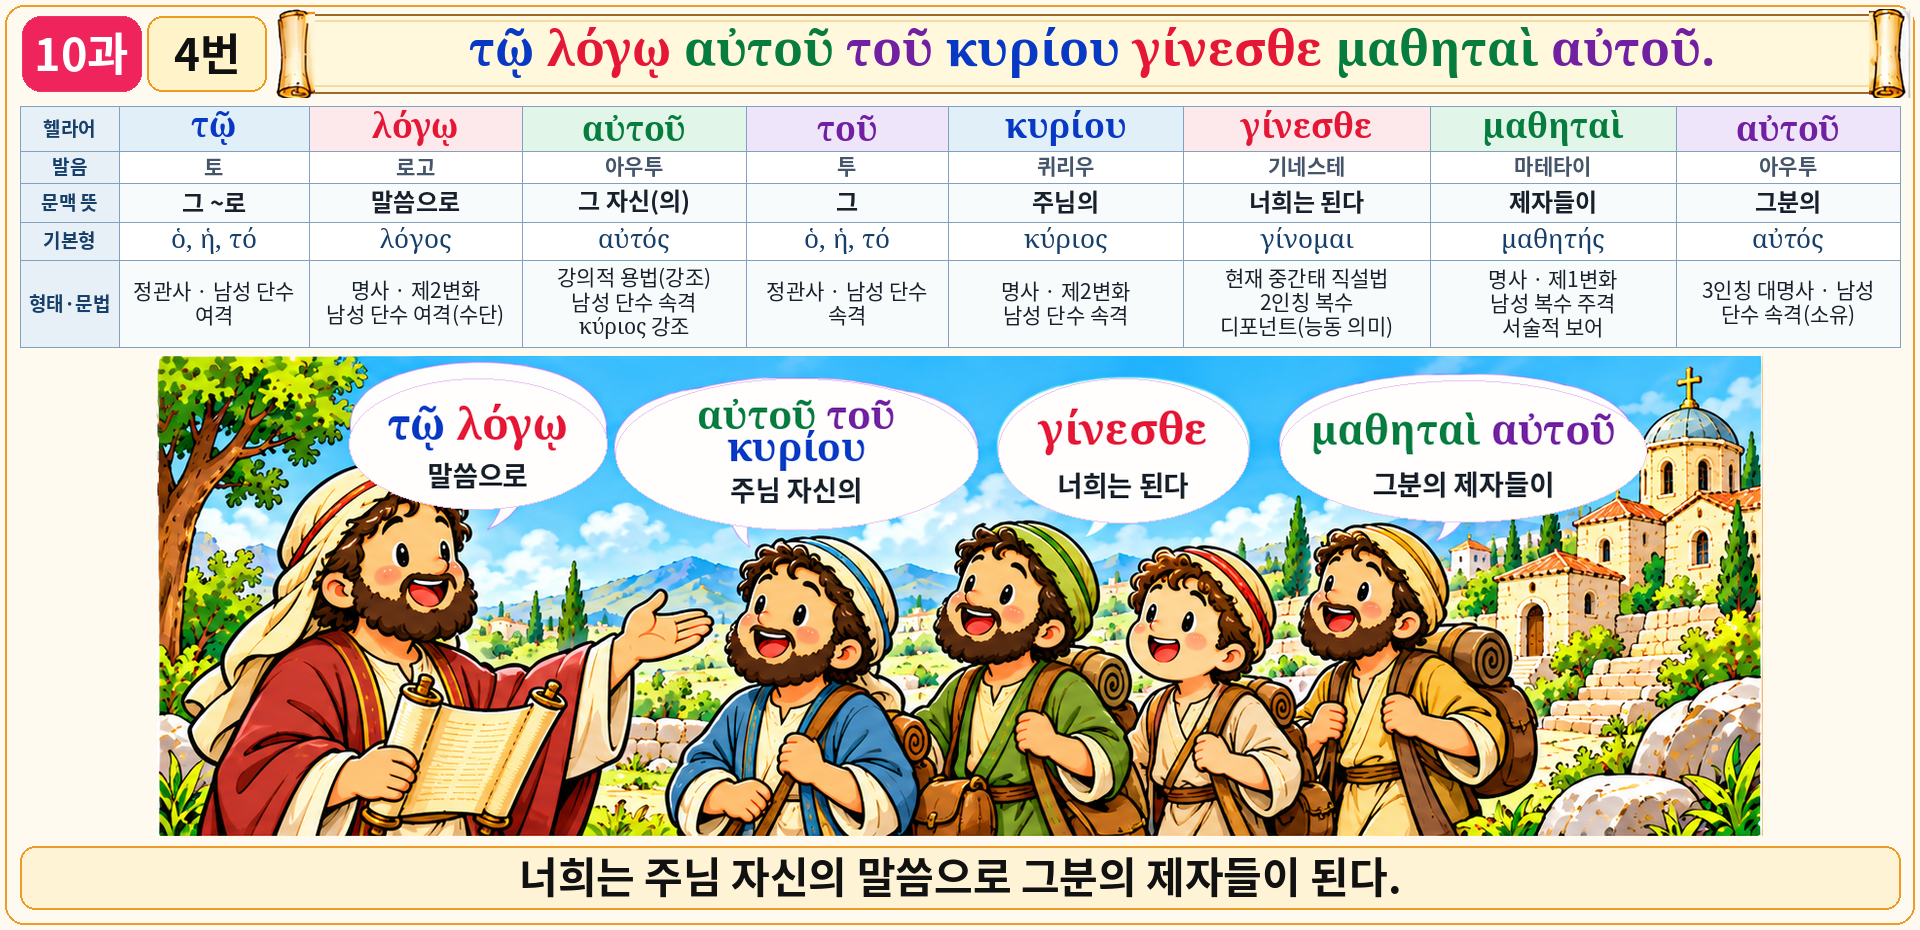 10과 4번 τῷ λόγῳ αὐτοῦ τοῦ κυρίου γίνεσθε μαθηταὶ αὐτοῦ.
헬라어 τῷ λόγῳ αὐτοῦ τοῦ κυρίου γίνεσθε μαθηταὶ αὐτοῦ
발음 토 로고 아우투 투 퀴리우 기네스테 마테타이 아우투
문맥 뜻 그 ~로 말씀으로 그 자신(의) 그 주님의 너희는 된다 제자들이 그분의
기본형 ὁ, ἡ, τό λόγος αὐτός ὁ, ἡ, τό κύριος γίνομαι μαθητής αὐτός
형태·문법
정관사 · 남성 단수
여격
명사 · 제2변화
남성 단수 여격(수단)
강의적 용법(강조)
남성 단수 속격
κύριος 강조
정관사 · 남성 단수
속격
명사 · 제2변화
남성 단수 속격
현재 중간태 직설법
2인칭 복수
디포넌트(능동 의미)
명사 · 제1변화
남성 복수 주격
서술적 보어
3인칭 대명사 · 남성
단수 속격(소유)
τῷ λόγῳ
말씀으로
αὐτοῦ τοῦ
κυρίου
주님 자신의
γίνεσθε
너희는 된다
μαθηταὶ αὐτοῦ
그분의 제자들이
너희는 주님 자신의 말씀으로 그분의 제자들이 된다.